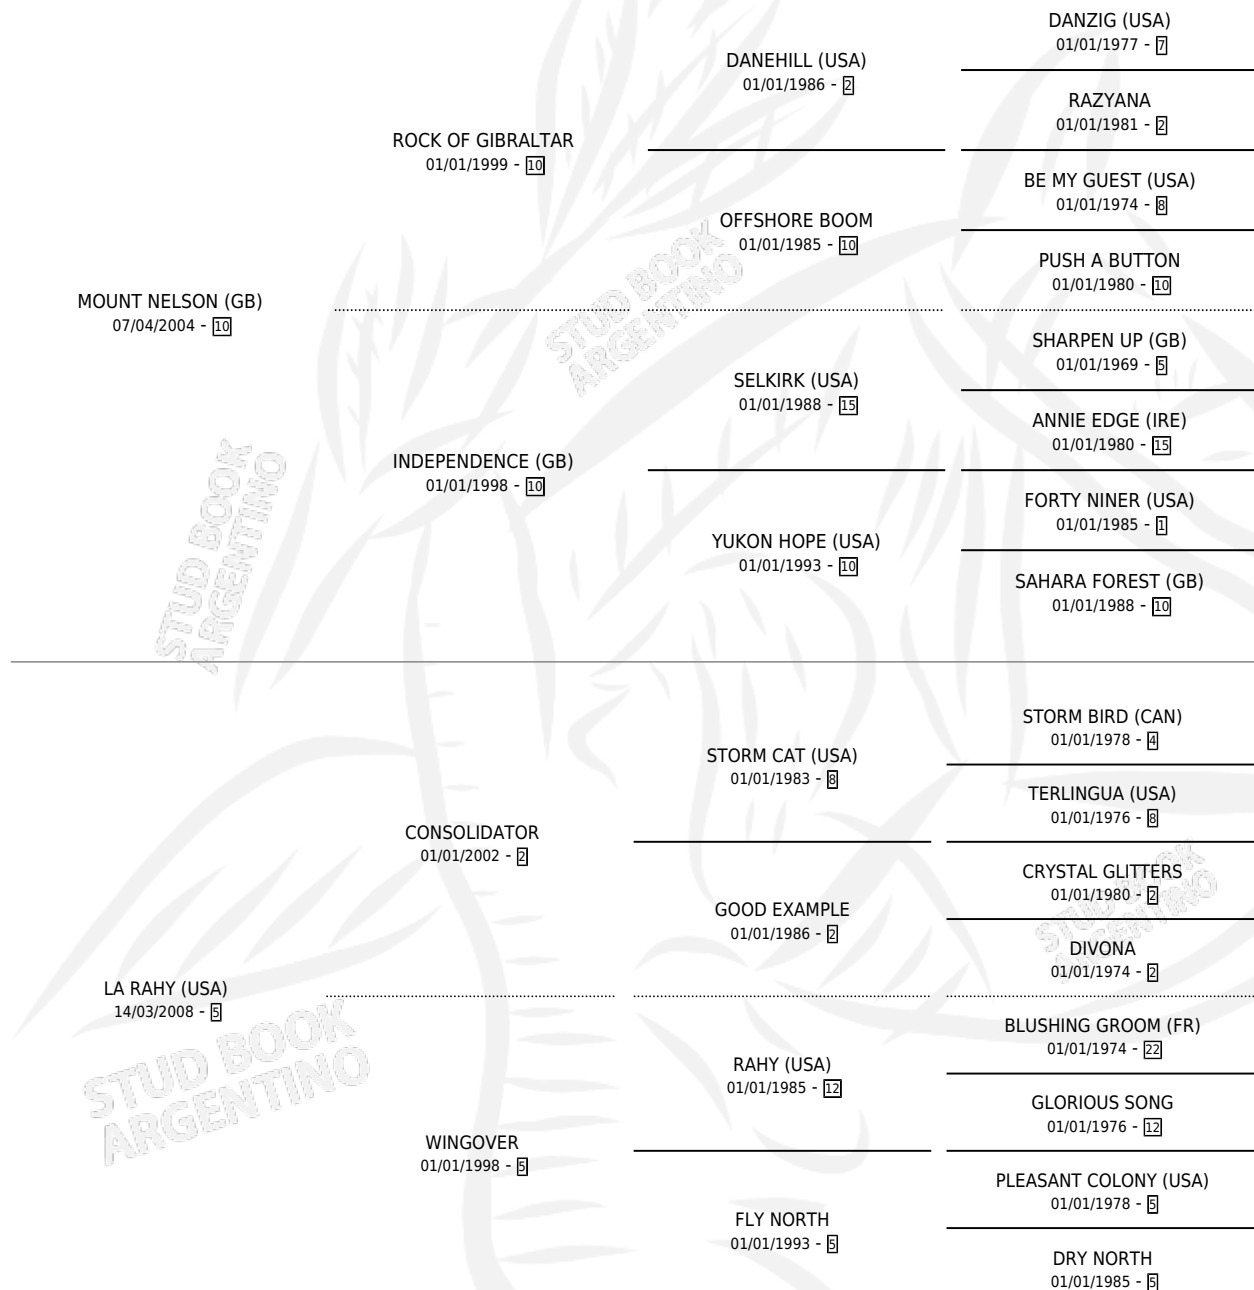 DANZIG (USA)
01/01/1977 - 7
DANEHILL (USA)
01/01/1986 - 2
RAZYANA
01/01/1981 - 2
ROCK OF GIBRALTAR
01/01/1999 - 10
BE MY GUEST (USA)
01/01/1974 - 8
OFFSHORE BOOM
01/01/1985 - 10
PUSH A BUTTON
01/01/1980 - 10
MOUNT NELSON (GB)
07/04/2004 - 10
SHARPEN UP (GB)
01/01/1969 - 5
SELKIRK (USA)
01/01/1988 - 15
ANNIE EDGE (IRE)
01/01/1980 - 15
INDEPENDENCE (GB)
01/01/1998 - 10
FORTY NINER (USA)
01/01/1985 - 1
YUKON HOPE (USA)
01/01/1993 - 10
SAHARA FOREST (GB)
01/01/1988 - 10
STORM BIRD (CAN)
01/01/1978 - 4
STORM CAT (USA)
01/01/1983 - 8
TERLINGUA (USA)
01/01/1976 - 8
CONSOLIDATOR
01/01/2002 - 2
CRYSTAL GLITTERS
01/01/1980 - 2
GOOD EXAMPLE
01/01/1986 - 2
DIVONA
01/01/1974 - 2
LA RAHY (USA)
14/03/2008 - 5
BLUSHING GROOM (FR)
01/01/1974 - 22
RAHY (USA)
01/01/1985 - 12
GLORIOUS SONG
01/01/1976 - 12
WINGOVER
01/01/1998 - 5
PLEASANT COLONY (USA)
01/01/1978 - 5
FLY NORTH
01/01/1993 - 5
DRY NORTH
01/01/1985 - 5
STUD BOOK
ARGENTINO
STUD BOOK
ARGENTINO
STUD BOOK
ARGENTINO
STUD BOOK
ARGENTINO